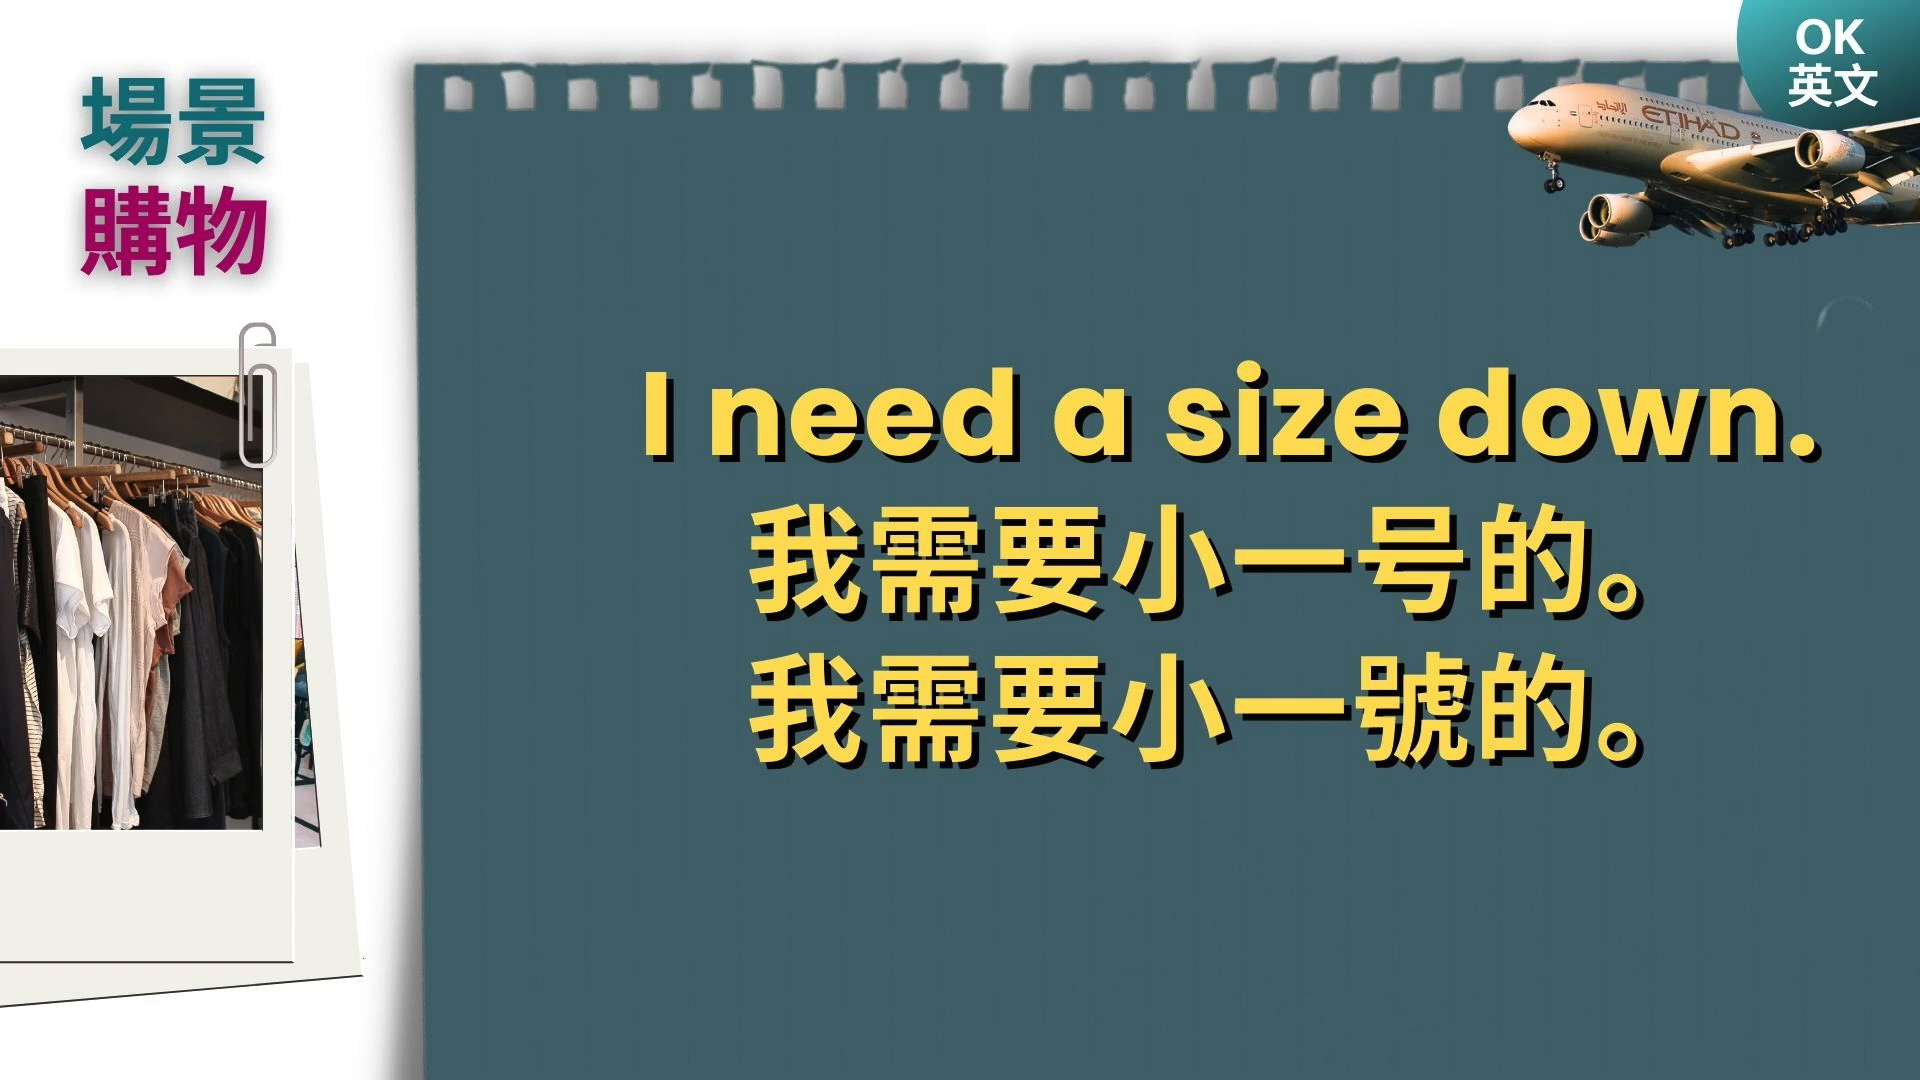 場景
購物
OK
英文
ETIHAD
I need a size down.
我需要小一号的。
我需要小一號的。